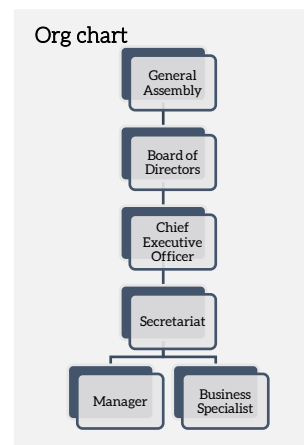 Org chart
General
Assembly
Board of
Directors
Chief
Executive
Officer
Secretariat
Manager
Business
Specialist